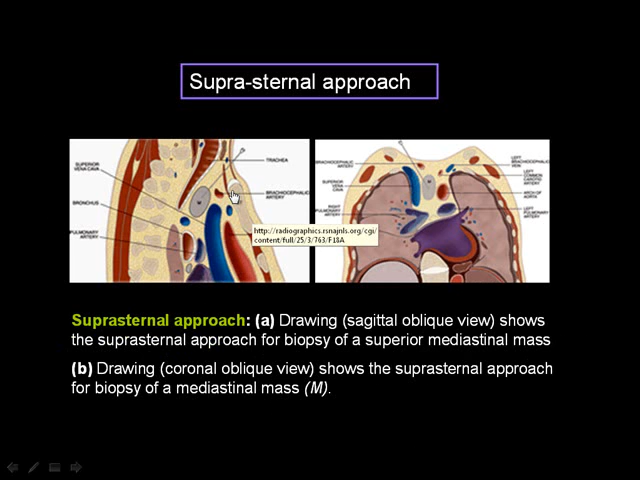 Supra-sternal approach
SUPERIOR
VENA CAVA
BRONCHUS
PULMONARY
ARTERY
TRACHEA
BRACHIOCEPHALIC
ARTERY
http://radiographics.rsnajnls.org/cgi/
content/full/25/3/763/F18A
BRACHIOCEPHALIC
ARTERY
SUPERIOR
VENA CAVA
RIGHT
PULMONARY
ARTERY
LEFT
BRACHIOCEPHALIC
VEIN
LEFT
COMMON
CAROTID
ARTERY
ARCH OF
AORTA
LEFT
PULMONARY
ARTERY
Suprasternal approach: (a) Drawing (sagittal oblique view) shows
the suprasternal approach for biopsy of a superior mediastinal mass
(b) Drawing (coronal oblique view) shows the suprasternal approach
for biopsy of a mediastinal mass (M).